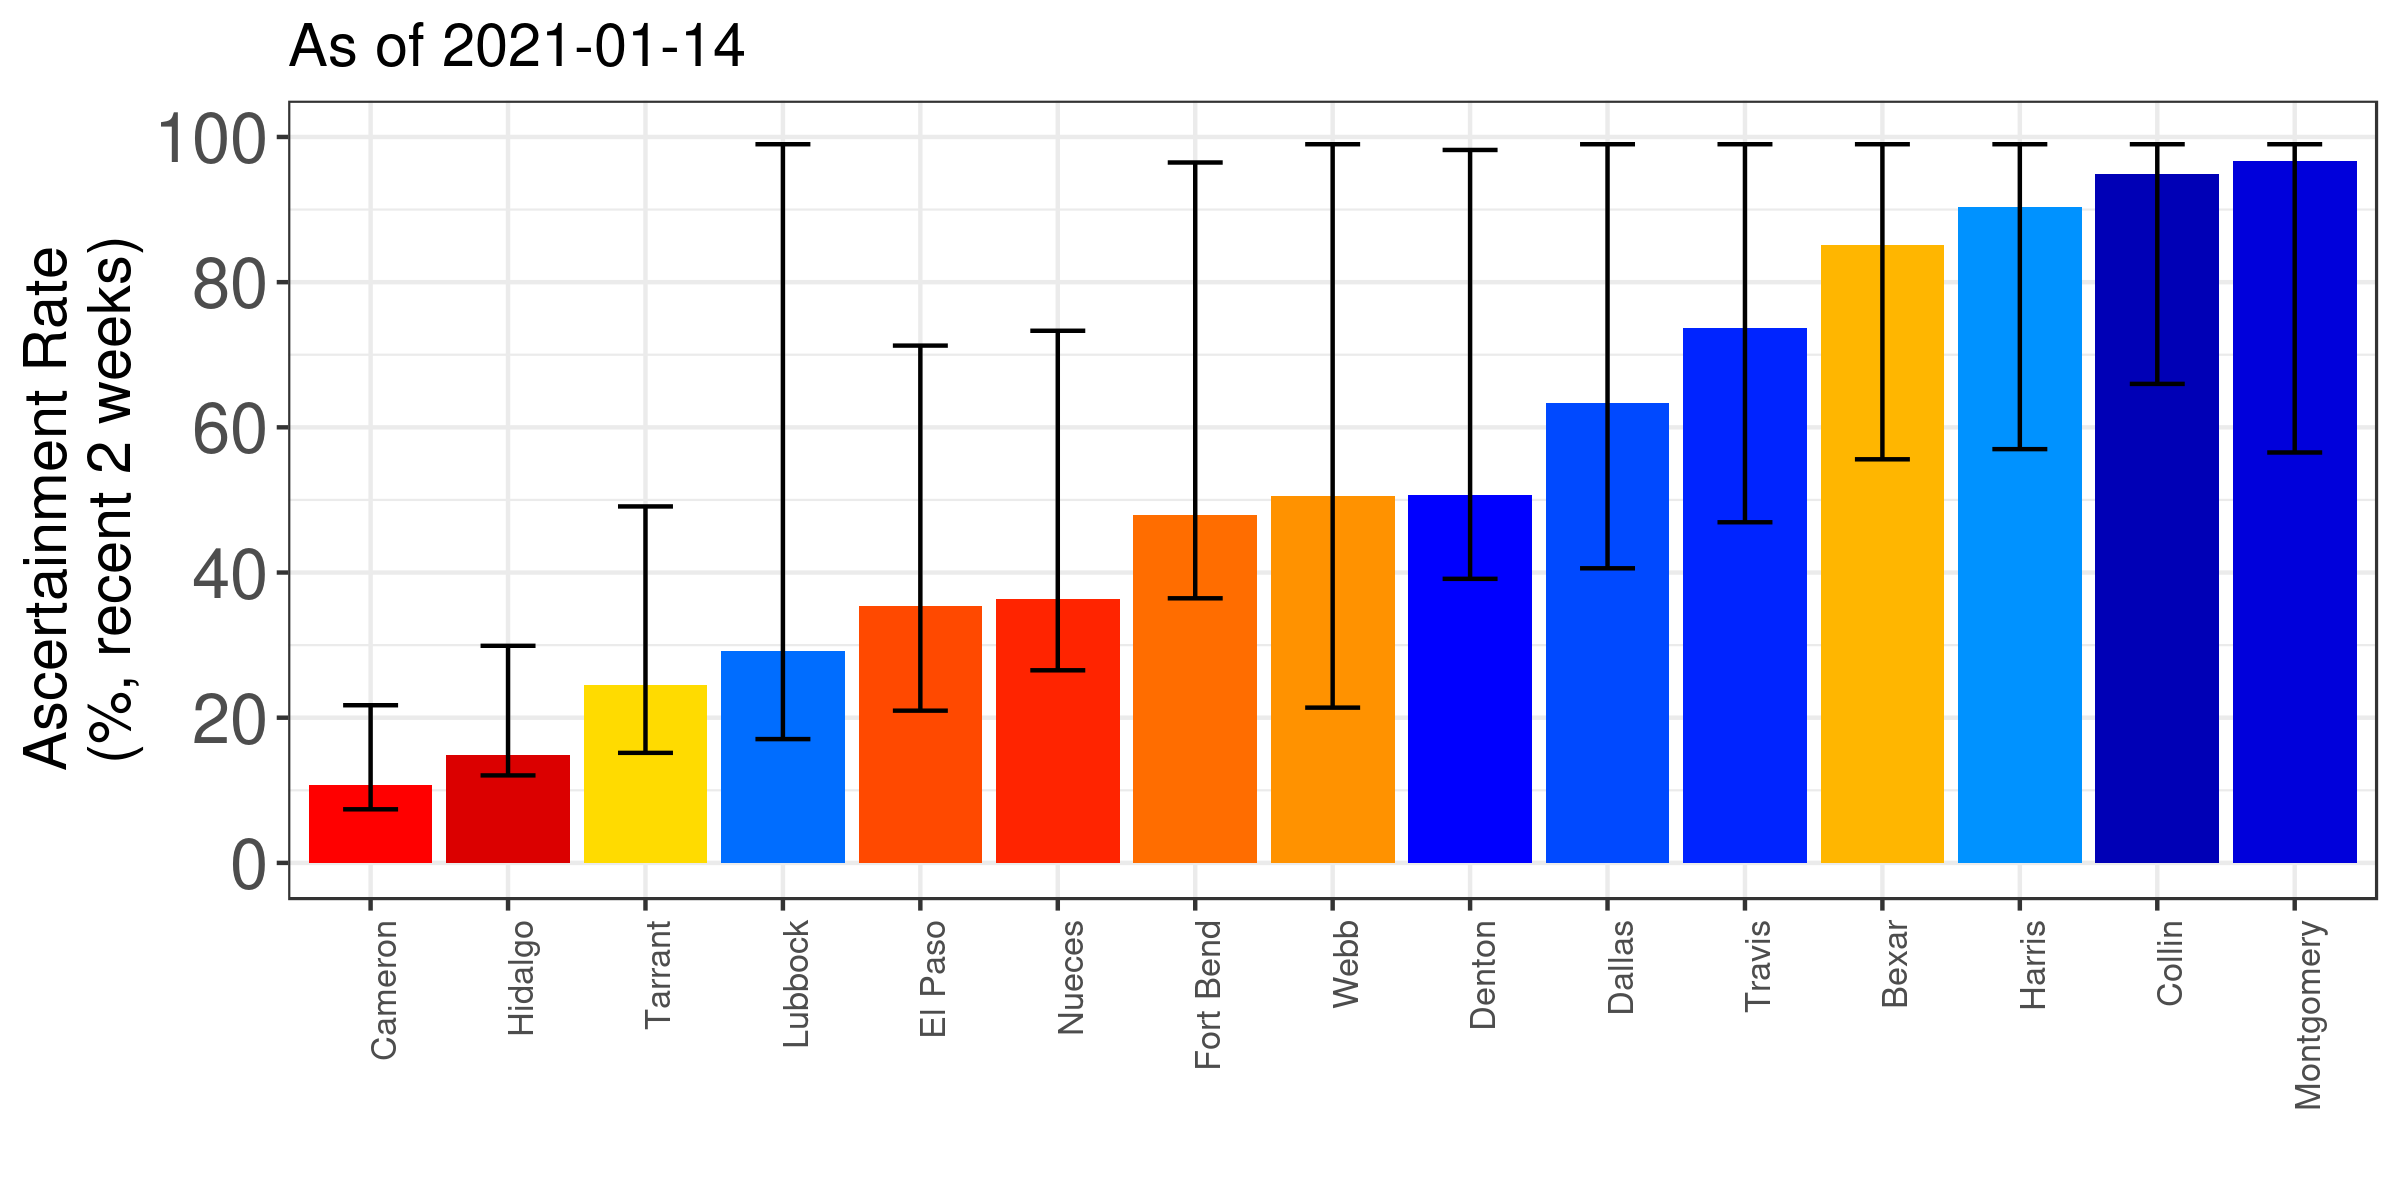 As of 2021-01-14
Ascertainment Rate
(%, recent 2 weeks)
100
80
60
40
20
0
Cameron
Hidalgo
Tarrant
Lubbock
El Paso
Nueces
Fort Bend
Webb
Denton
Dallas
Travis
Bexar
Harris
Collin
Montgomery